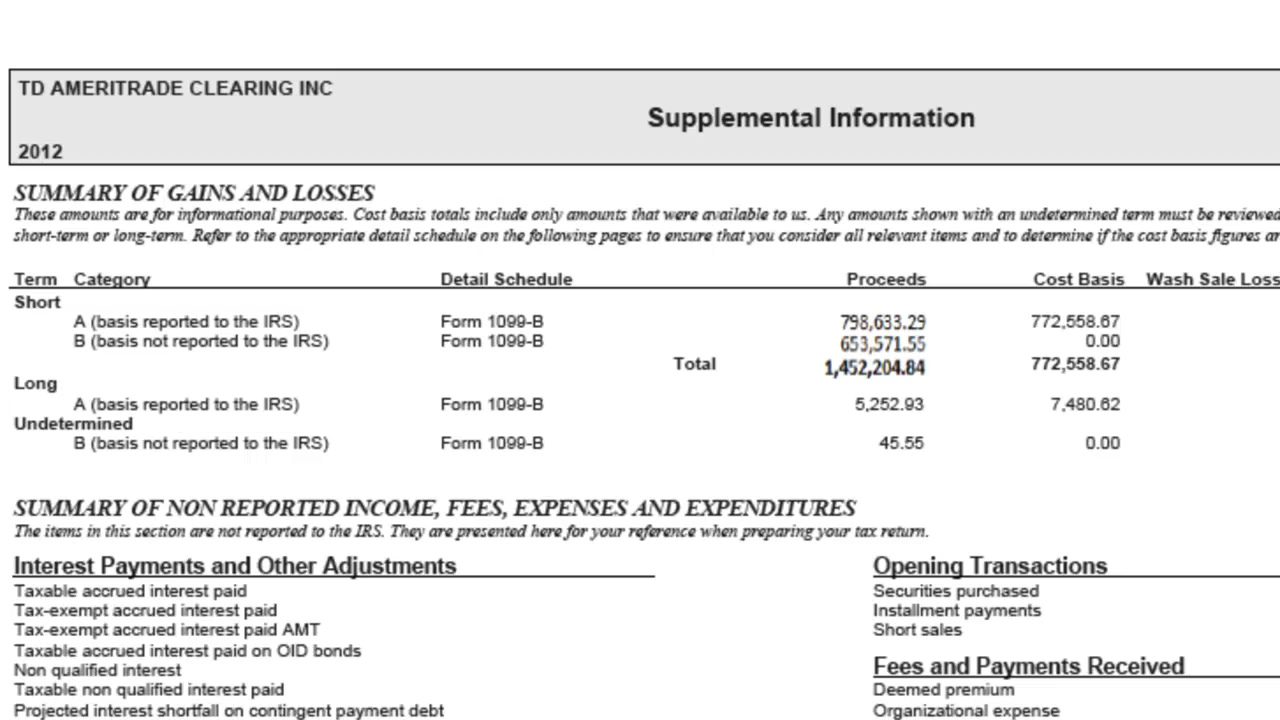 TD AMERITRADE CLEARING INC
Supplemental Information
2012
SUMMARY OF GAINS AND LOSSES
These amounts are for informational purposes. Cost basis totals include only amounts that were available to us. Any amounts shown with an undetermined term must be reviewed
short-term or long-term. Refer to the appropriate detail schedule on the following pages to ensure that you consider all relevant items and to determine if the cost basis figures ar
Term Category Detail Schedule Proceeds Cost Basis Wash Sale Loss
Short
A (basis reported to the IRS) Form 1099-B 798,633.29 772,558.67
B (basis not reported to the IRS) Form 1099-B 653,571.55 0.00
Total 1,452,204.84 772,558.67
Long
A (basis reported to the IRS) Form 1099-B 5,252.93 7,480.62
Undetermined
B (basis not reported to the IRS) Form 1099-B 45.55 0.00
SUMMARY OF NON REPORTED INCOME, FEES, EXPENSES AND EXPENDITURES
The items in this section are not reported to the IRS. They are presented here for your reference when preparing your tax return.
Interest Payments and Other Adjustments
Taxable accrued interest paid
Tax-exempt accrued interest paid
Tax-exempt accrued interest paid AMT
Taxable accrued interest paid on OID bonds
Non qualified interest
Taxable non qualified interest paid
Projected interest shortfall on contingent payment debt
Opening Transactions
Securities purchased
Installment payments
Short sales
Fees and Payments Received
Deemed premium
Organizational expense